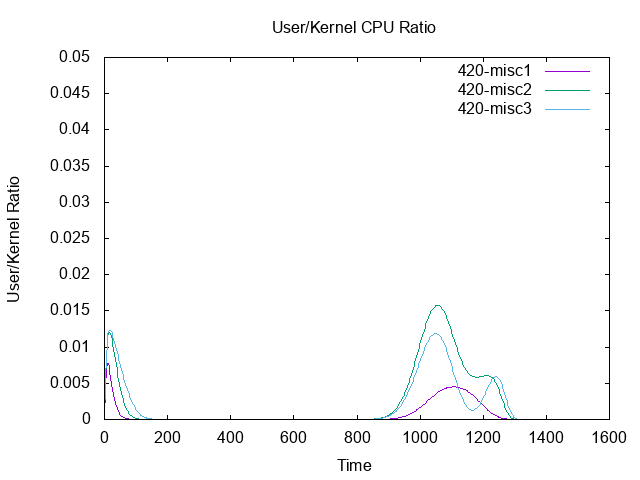 User/Kernel CPU Ratio
420-misc1
420-misc2
420-misc3
0.05
0.045
0.04
0.035
0.03
0.025
0.02
0.015
0.01
0.005
0
User/Kernel Ratio
0 200 400 600 800 1000 1200 1400 1600
Time